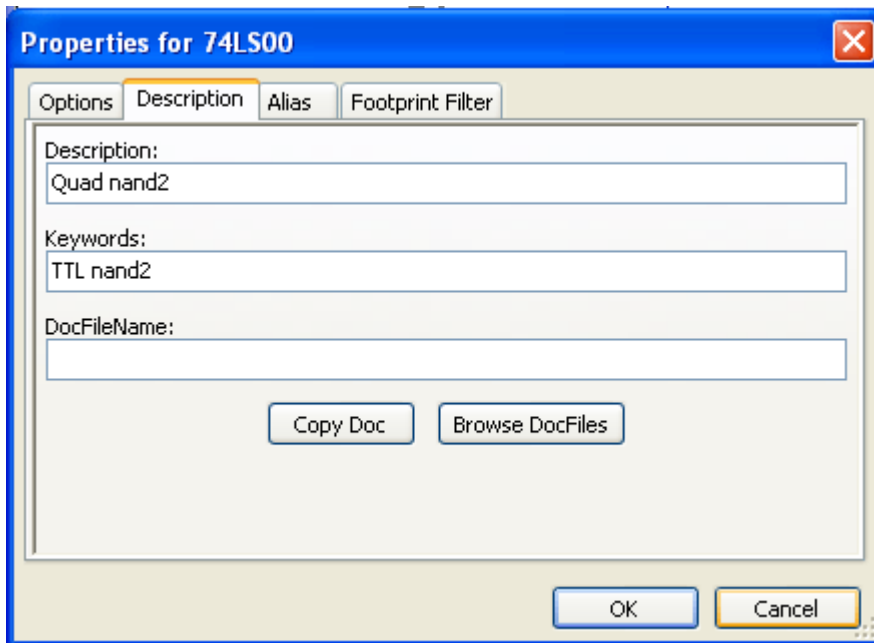 Properties for 74LS00
Options Description Alias Footprint Filter
Description:
Quad nand2
Keywords:
TTL nand2
DocFileName:
Copy Doc Browse DocFiles
OK Cancel